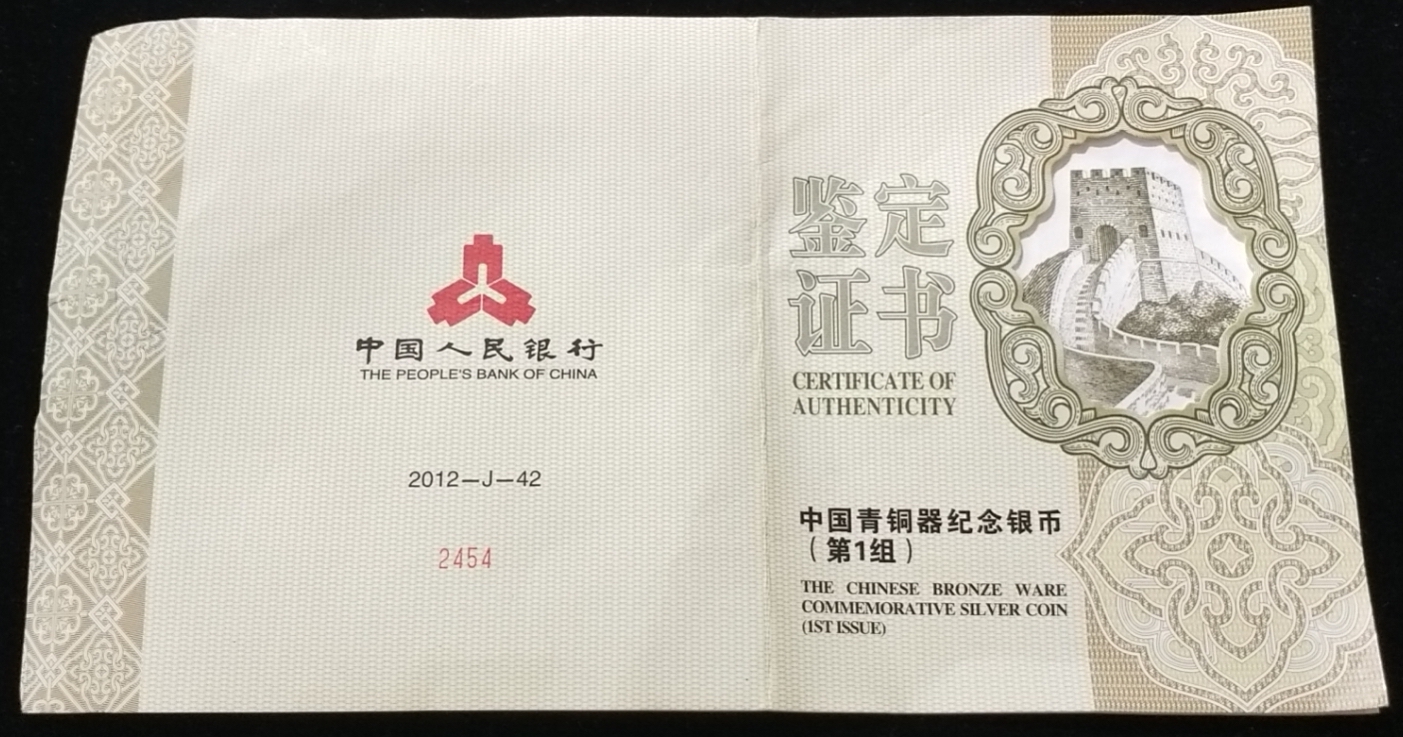 中国人民银行
THE PEOPLE'S BANK OF CHINA
2012—J—42
2454
鉴定
证书
CERTIFICATE OF
AUTHENTICITY
中国青铜器纪念银币
（第1组）
THE CHINESE BRONZE WARE
COMMEMORATIVE SILVER COIN
(1ST ISSUE)